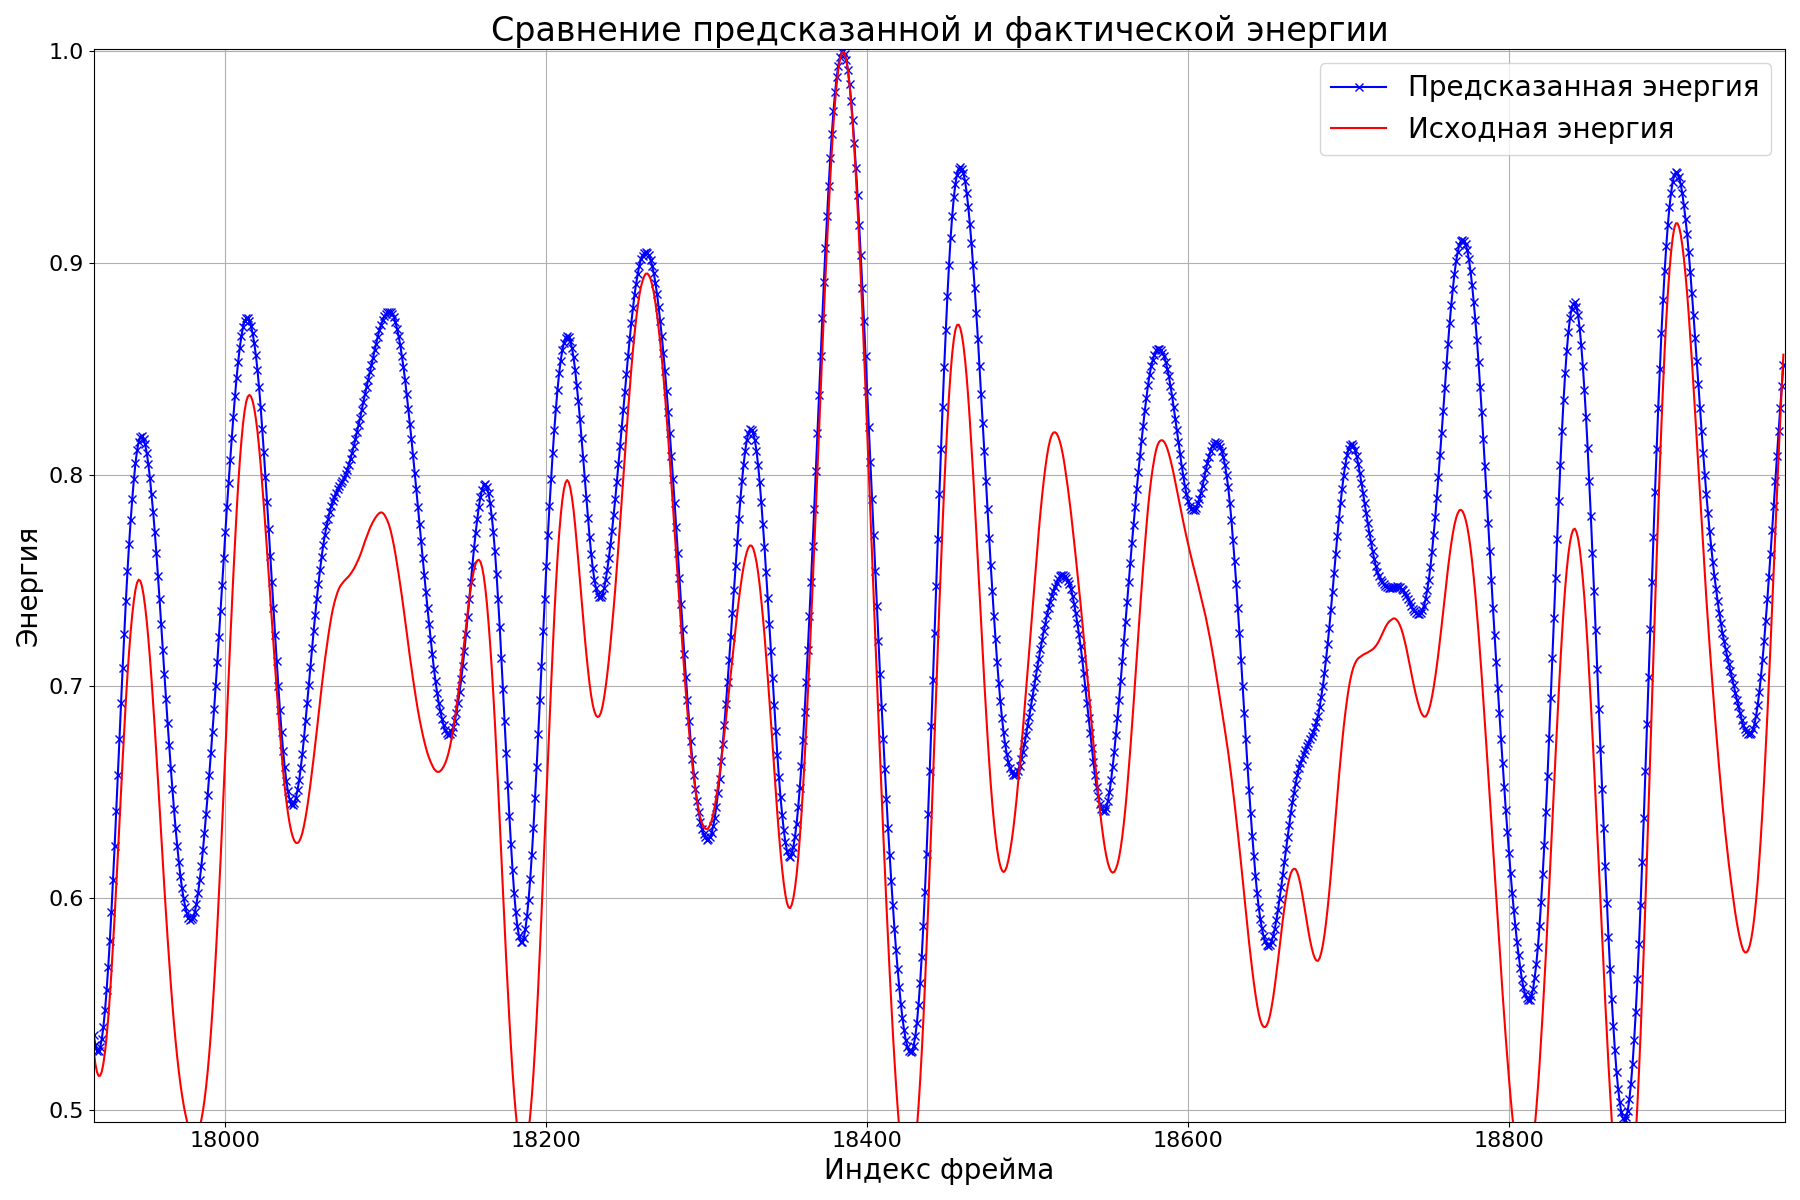 Сравнение предсказанной и фактической энергии
Предсказанная энергия
Исходная энергия
1.0
0.9
0.8
0.7
0.6
0.5
Энергия
18000 18200 18400 18600 18800
Индекс фрейма